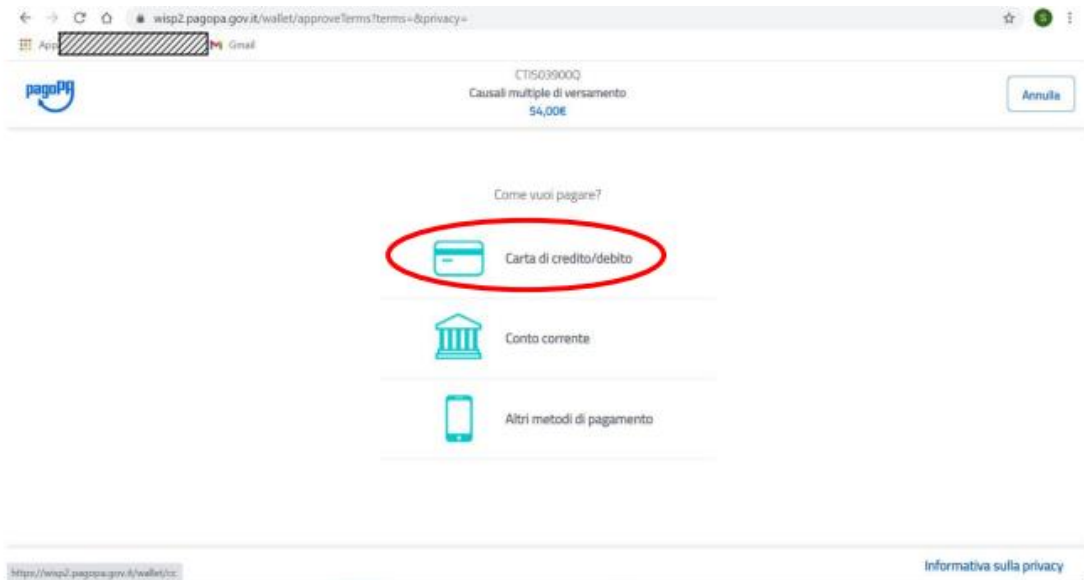 wisp2.pagopa.gov.it/wallet/approveTerms?terms=&privacy=
S
App
Gmail
pagoPA
CTIS03900Q
Causali multiple di versamento
54,00€
Annulla
Come vuoi pagare?
Carta di credito/debito
Conto corrente
Altri metodi di pagamento
Informativa sulla privacy
https://wisp2.pagopa.gov.it/wallet/cc